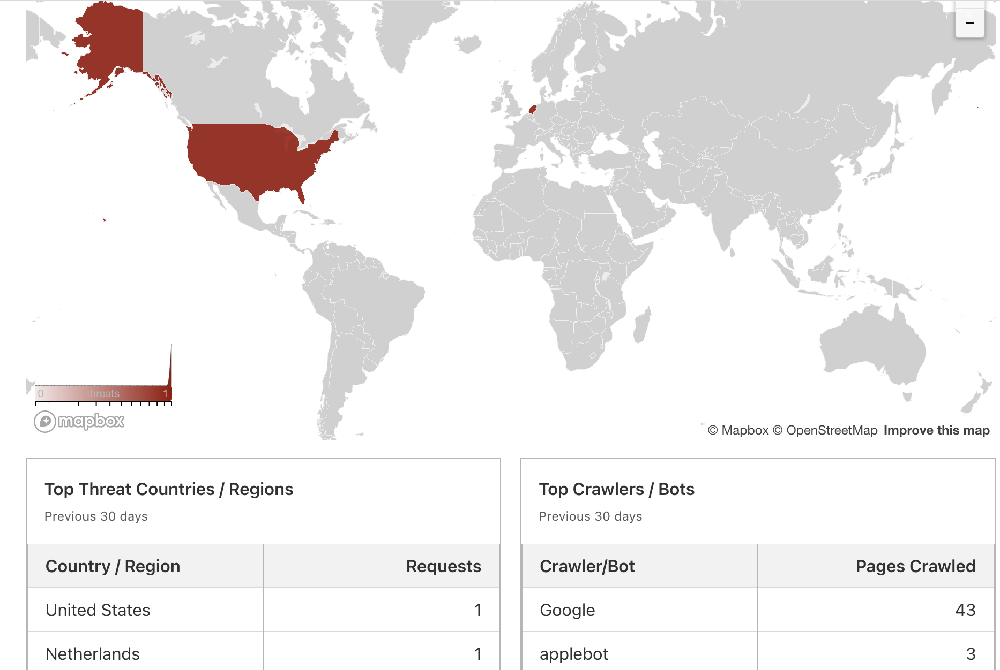 −
0 threats 1
mapbox
© Mapbox © OpenStreetMap Improve this map
Top Threat Countries / Regions
Previous 30 days
Country / Region Requests
United States 1
Netherlands 1
Top Crawlers / Bots
Previous 30 days
Crawler/Bot Pages Crawled
Google 43
applebot 3